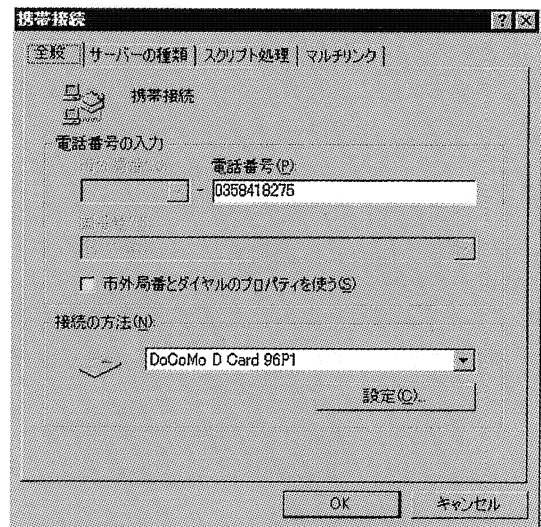 携帯接続
全般 サーバーの種類 スクリプト処理 マルチリンク
携帯接続
電話番号の入力
電話番号(P):
- 0358418275
市外局番とダイヤルのプロパティを使う(S)
接続の方法(N):
DoCoMo D Card 96P1
設定(C)...
OK キャンセル